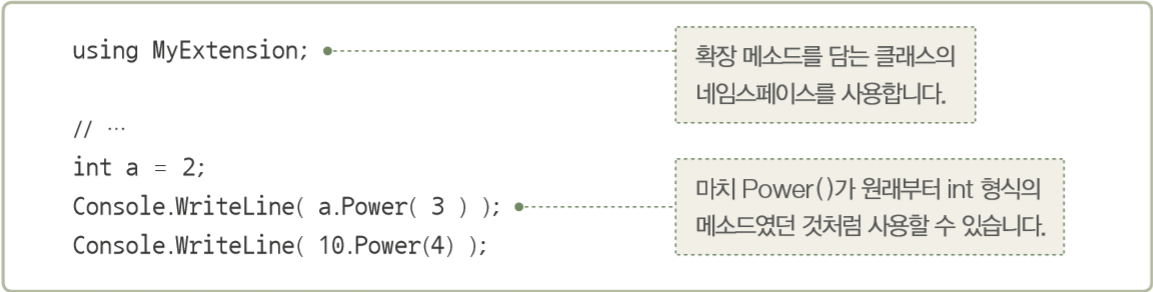 using MyExtension;
확장 메소드를 담는 클래스의
네임스페이스를 사용합니다.
// …
int a = 2;
Console.WriteLine( a.Power( 3 ) );
마치 Power()가 원래부터 int 형식의
메소드였던 것처럼 사용할 수 있습니다.
Console.WriteLine( 10.Power(4) );